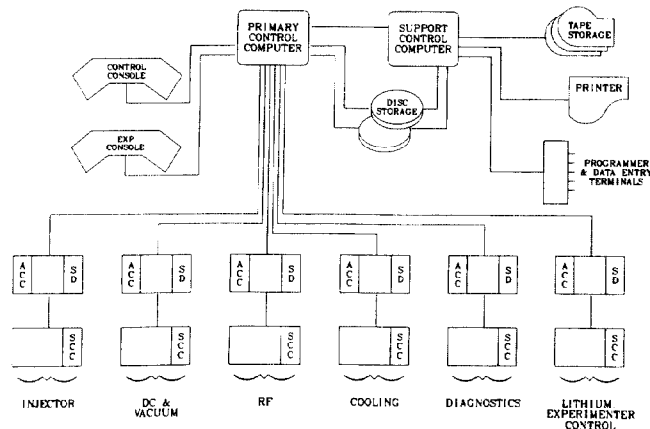 PRIMARY
CONTROL
COMPUTER
SUPPORT
CONTROL
COMPUTER
TAPE
STORAGE
CONTROL
CONSOLE
PRINTER
DISC
STORAGE
EXP
CONSOLE
PROGRAMMER
& DATA ENTRY
TERMINALS
ACC
SD
ACC
SD
ACC
SD
ACC
SD
ACC
SD
ACC
SD
SCC
SCC
SCC
SCC
SCC
SCC
INJECTOR
DC &
VACUUM
RF
COOLING
DIAGNOSTICS
LITHIUM
EXPERIMENTER
CONTROL